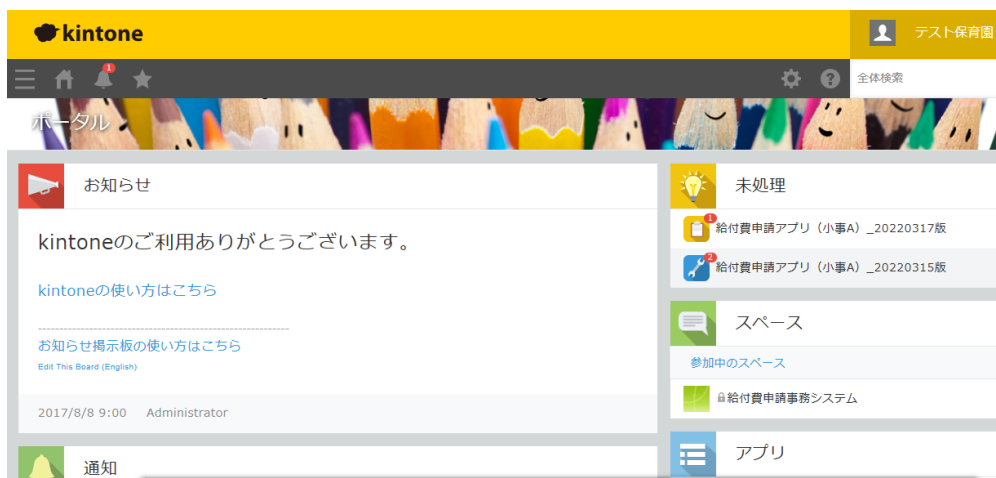 kintone
テスト保育園
1
全体検索
ポータル
お知らせ
kintoneのご利用ありがとうございます。
kintoneの使い方はこちら
----------------------------------------------------------------
お知らせ掲示板の使い方はこちら
Edit This Board (English)
2017/8/9 9:00 Administrator
通知
未処理
1
給付費申請アプリ（小事A）_20220317版
2
給付費申請アプリ（小事A）_20220315版
スペース
参加中のスペース
給付費申請事務システム
アプリ